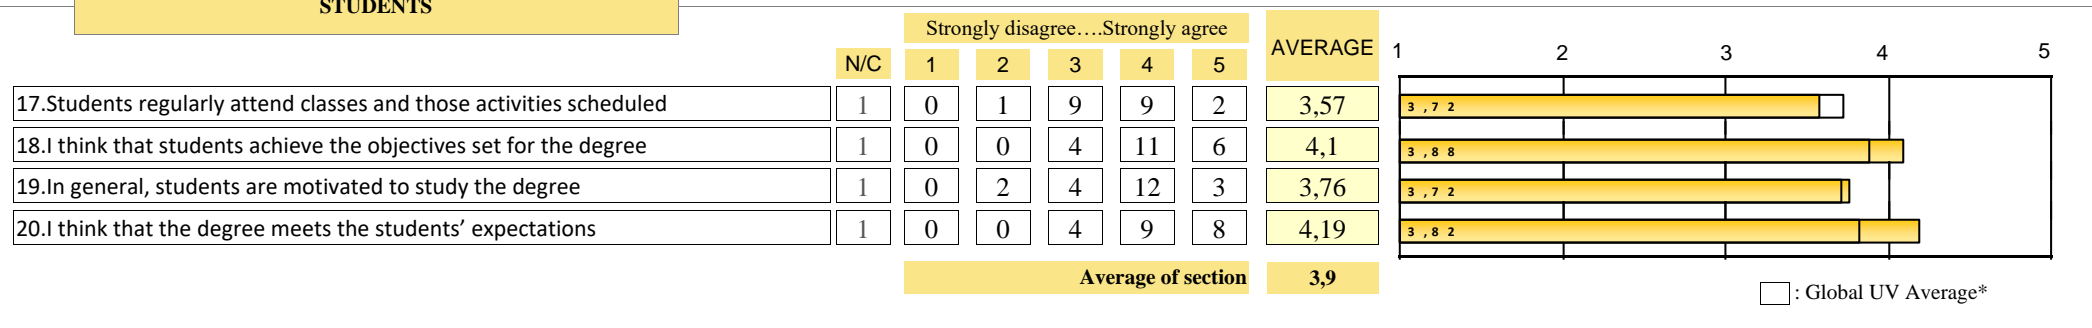 STUDENTS
Strongly disagree….Strongly agree
AVERAGE
N/C 1 2 3 4 5
1 2 3 4 5
17.Students regularly attend classes and those activities scheduled 1 0 1 9 9 2 3,57 3,72
18.I think that students achieve the objectives set for the degree 1 0 0 4 11 6 4,1 3,88
19.In general, students are motivated to study the degree 1 0 2 4 12 3 3,76 3,72
20.I think that the degree meets the students’ expectations 1 0 0 4 9 8 4,19 3,82
Average of section 3,9
: Global UV Average*